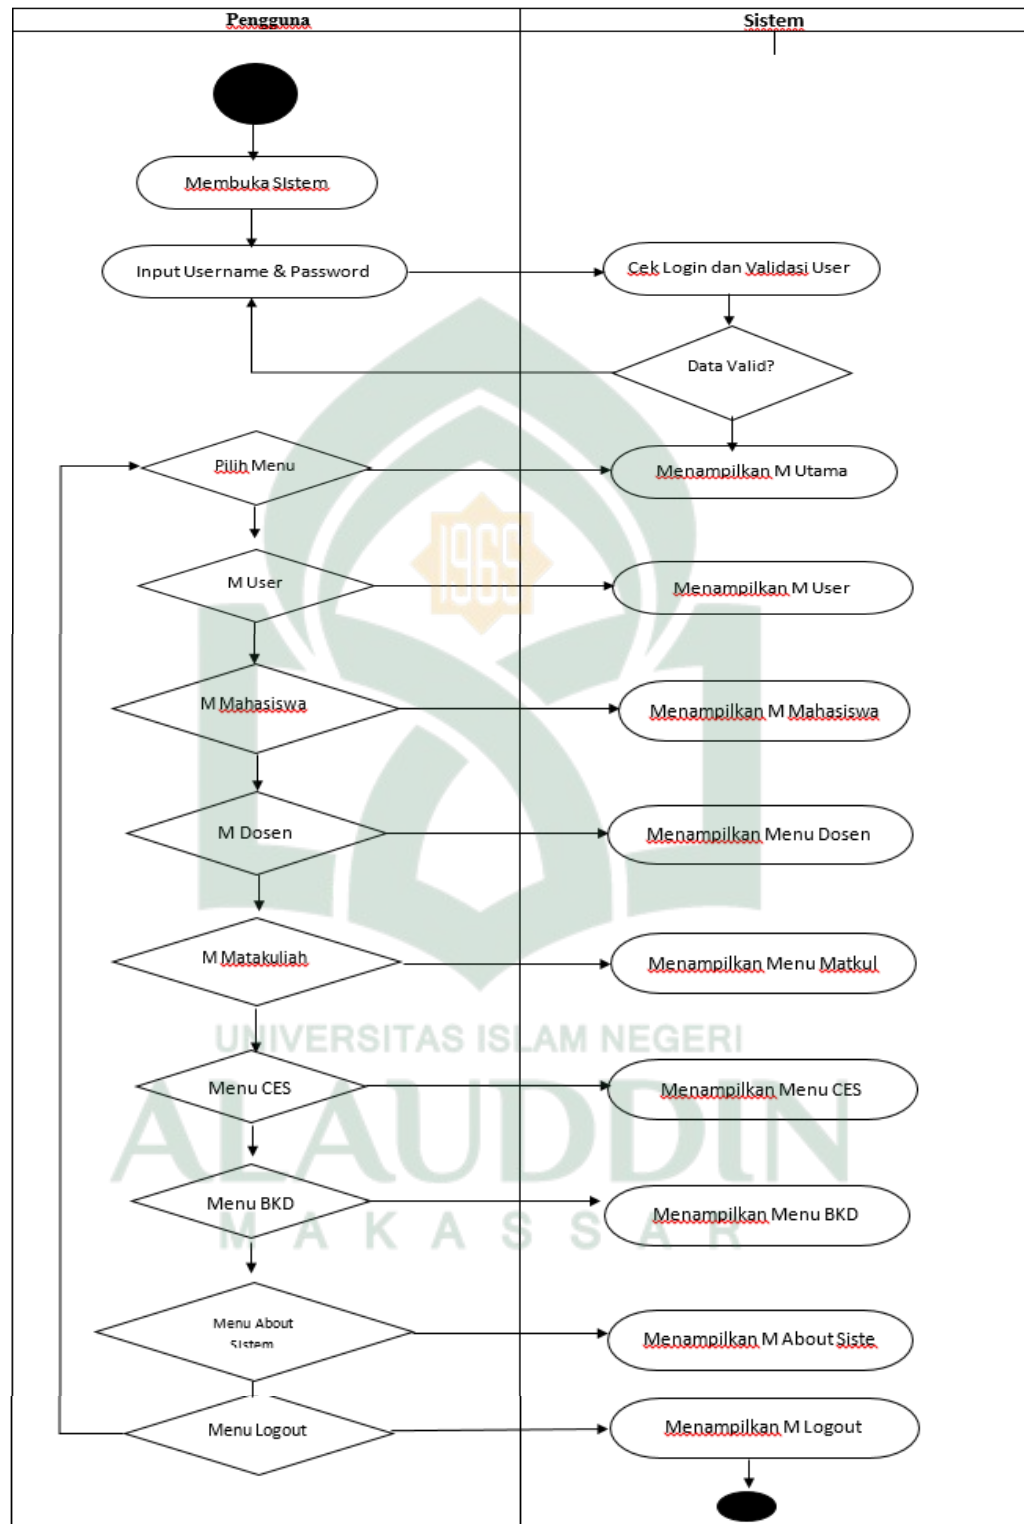 Pengguna
Sistem
Membuka SIstem
Input Username & Password
Cek Login dan Validasi User
Data Valid?
Pilih Menu
Menampilkan M Utama
1969
M User
Menampilkan M User
M Mahasiswa
Menampilkan M Mahasiswa
M Dosen
Menampilkan Menu Dosen
M Matakuliah
Menampilkan Menu Matkul
UNIVERSITAS ISLAM NEGERI
Menu CES
Menampilkan Menu CES
ALAUDDIN
Menu BKD
Menampilkan Menu BKD
MAKASSAR
Menu About
SIstem
Menampilkan M About Siste
Menu Logout
Menampilkan M Logout